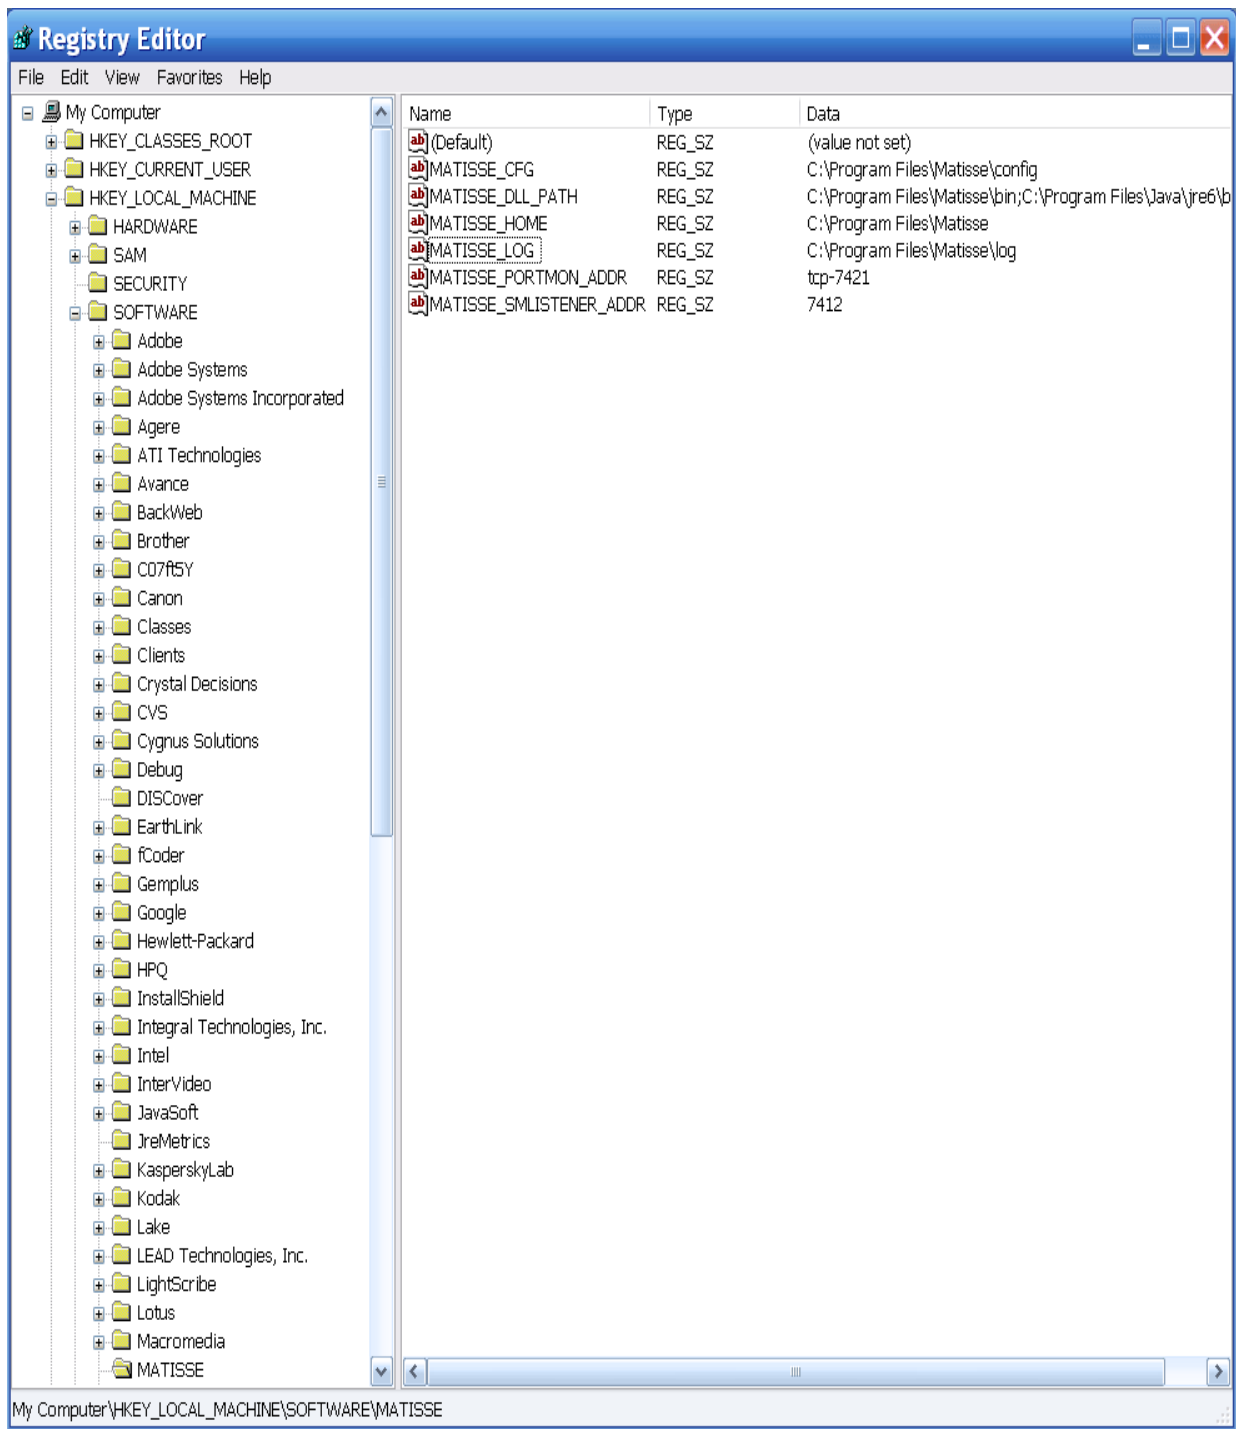 Registry Editor
File Edit View Favorites Help
My Computer
HKEY_CLASSES_ROOT
HKEY_CURRENT_USER
HKEY_LOCAL_MACHINE
HARDWARE
SAM
SECURITY
SOFTWARE
Adobe
Adobe Systems
Adobe Systems Incorporated
Agere
ATI Technologies
Avance
BackWeb
Brother
C07ft5Y
Canon
Classes
Clients
Crystal Decisions
CVS
Cygnus Solutions
Debug
DISCover
EarthLink
fCoder
Gemplus
Google
Hewlett-Packard
HPQ
InstallShield
Integral Technologies, Inc.
Intel
InterVideo
JavaSoft
JreMetrics
KasperskyLab
Kodak
Lake
LEAD Technologies, Inc.
LightScribe
Lotus
Macromedia
MATISSE
Name Type Data
(Default) REG_SZ (value not set)
MATISSE_CFG REG_SZ C:\Program Files\Matisse\config
MATISSE_DLL_PATH REG_SZ C:\Program Files\Matisse\bin;C:\Program Files\Java\jre6\b
MATISSE_HOME REG_SZ C:\Program Files\Matisse
MATISSE_LOG REG_SZ C:\Program Files\Matisse\log
MATISSE_PORTMON_ADDR REG_SZ tcp-7421
MATISSE_SMLISTENER_ADDR REG_SZ 7412
My Computer\HKEY_LOCAL_MACHINE\SOFTWARE\MATISSE